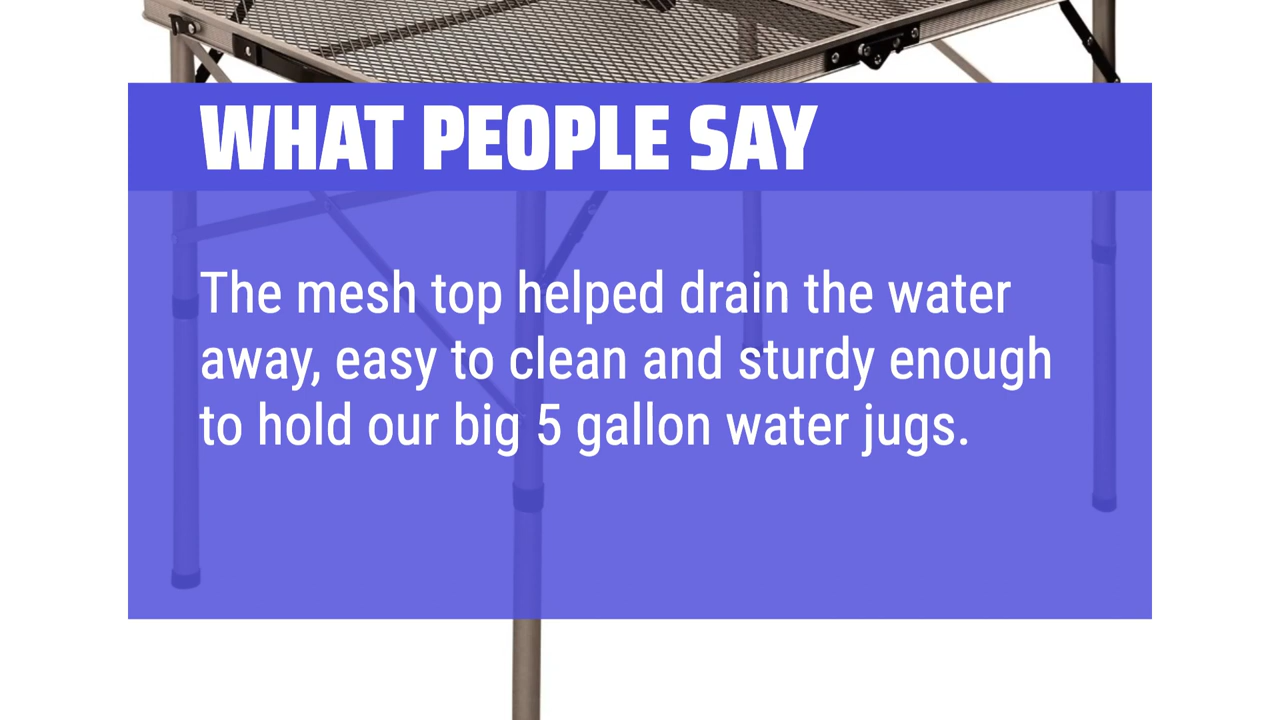 WHAT PEOPLE SAY
The mesh top helped drain the water
away, easy to clean and sturdy enough
to hold our big 5 gallon water jugs.